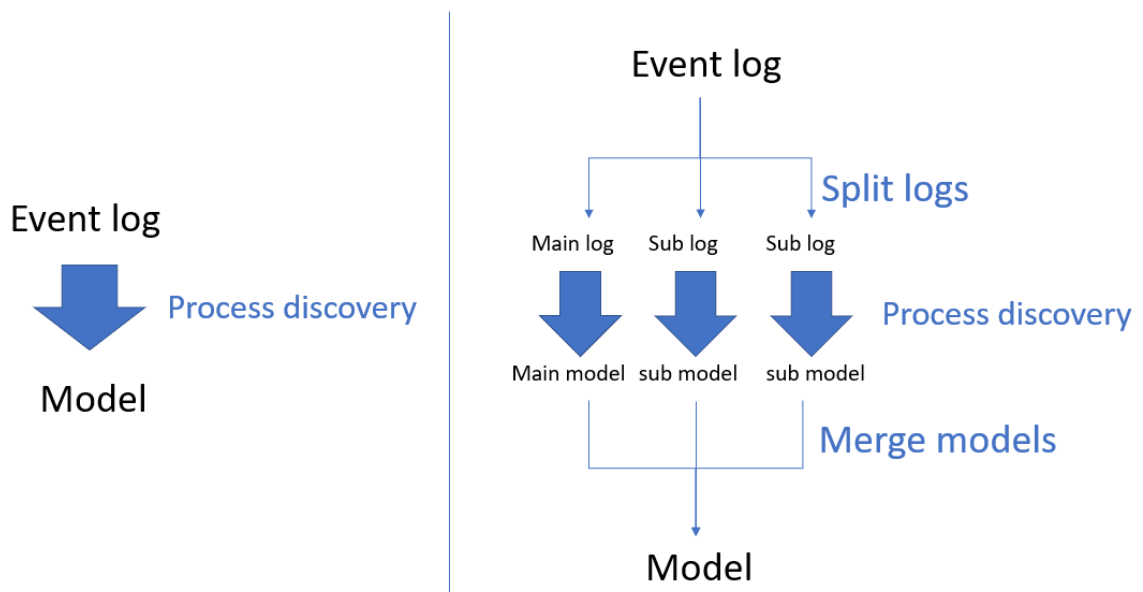 Event log
Process discovery
Model
Event log
Split logs
Main log Sub log Sub log
Process discovery
Main model sub model sub model
Merge models
Model